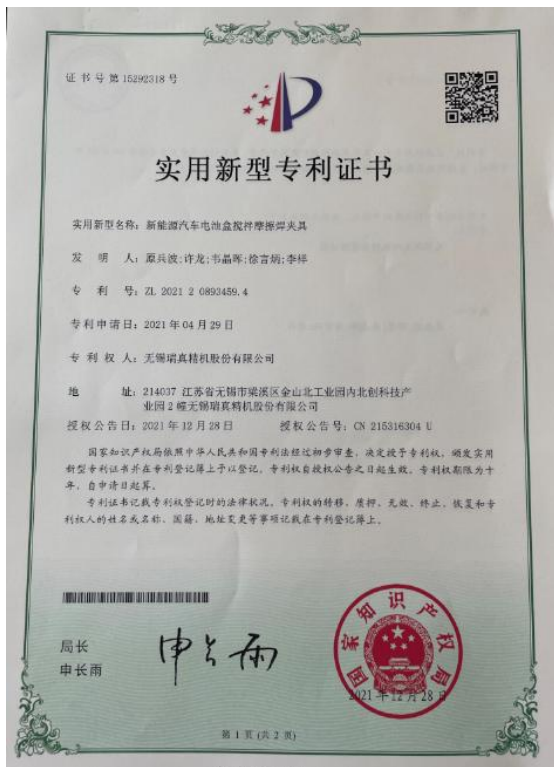 证书号第15292318号
实用新型专利证书
实用新型名称：新能源汽车电池盒搅拌摩擦焊夹具
发 明 人：原兵波;许龙;韦晶晖;徐言炳;李梓
专 利 号：ZL 2021 2 0893459.4
专利申请日：2021年04月29日
专 利 权 人：无锡瑞真精机股份有限公司
地 址：214037 江苏省无锡市梁溪区金山北工业园内北创科技产
业园2幢无锡瑞真精机股份有限公司
授权公告日：2021年12月28日 授权公告号：CN 215316304 U
国家知识产权局依照中华人民共和国专利法经过初步审查，决定授予专利权，颁发实用
新型专利证书并在专利登记簿上予以登记。专利权自授权公告之日起生效。专利权期限为十
年，自申请日起算。
专利证书记载专利权登记时的法律状况。专利权的转移、质押、无效、终止、恢复和专
利权人的姓名或名称、国籍、地址变更等事项记载在专利登记簿上。
局长
申长雨
申长雨
国家知识产权局
2021年12月28日
第 1 页 (共 2 页)